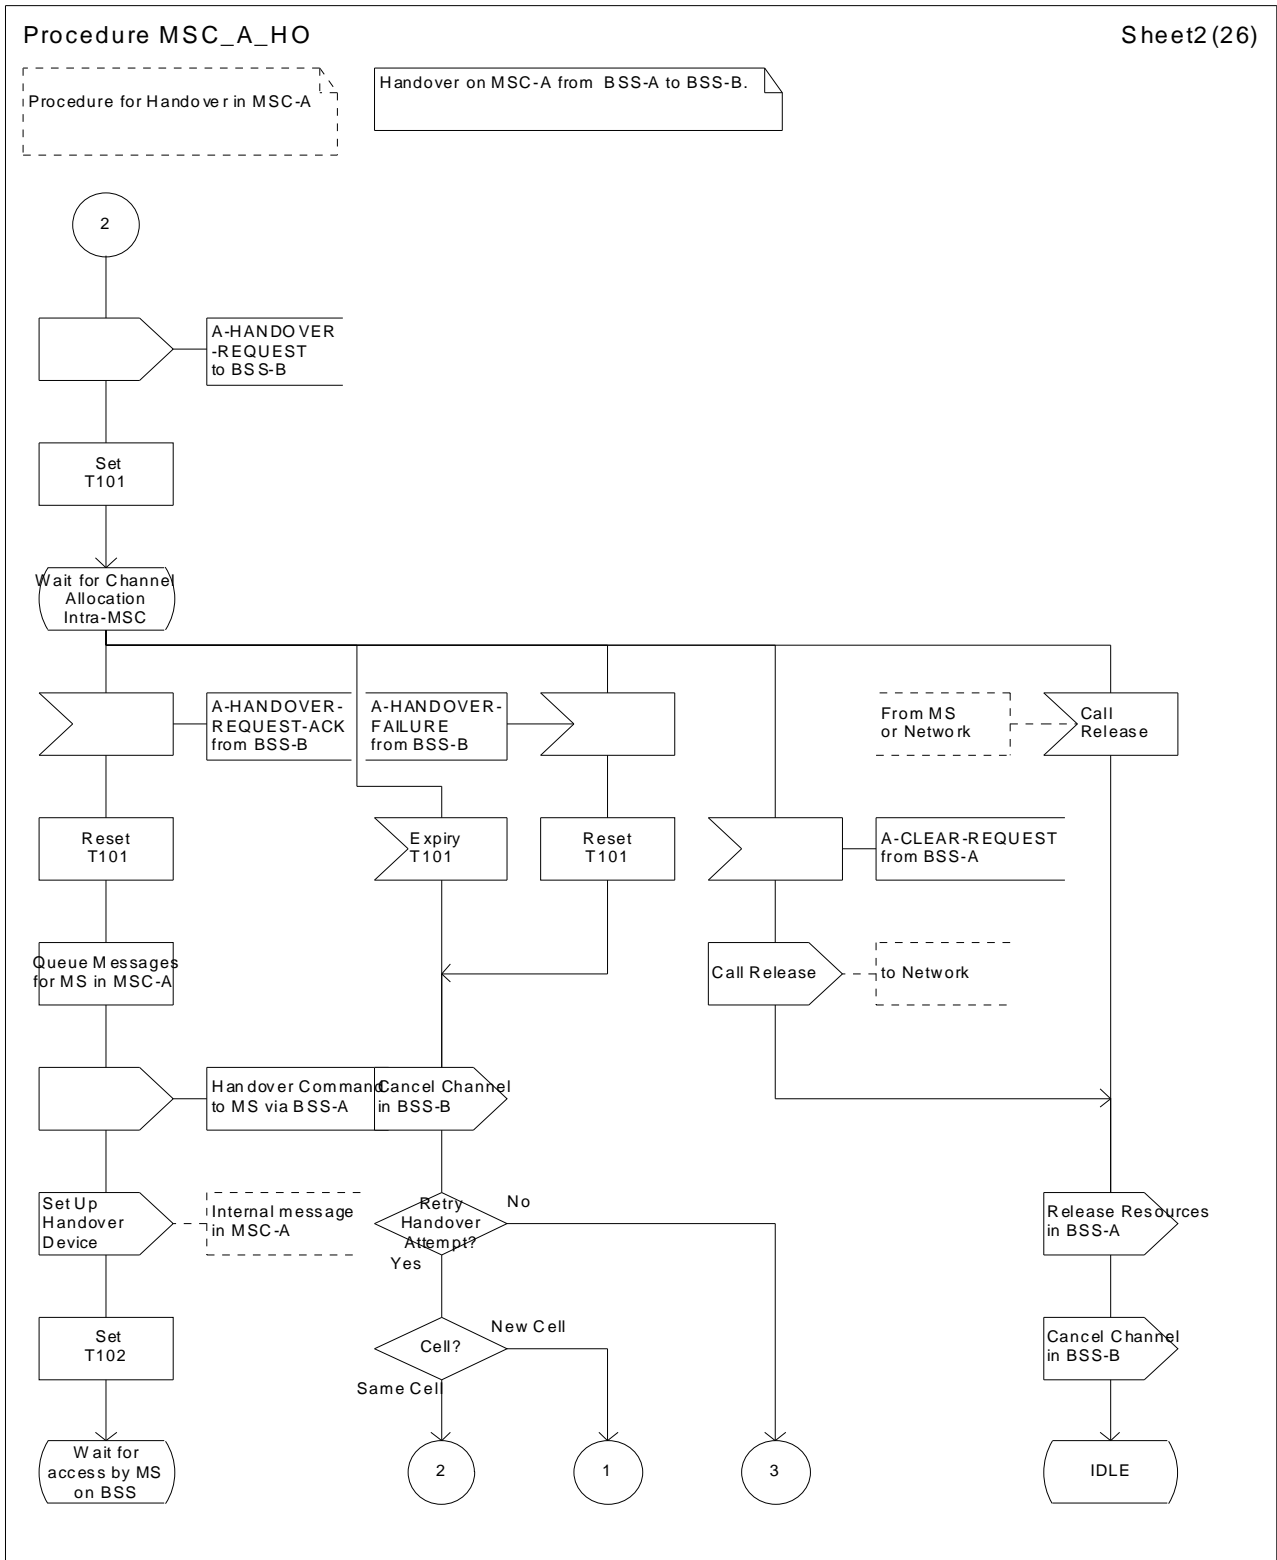 Procedure MSC_A_HO
Sheet2(26)
Procedure for Handover in MSC-A
Handover on MSC-A from BSS-A to BSS-B.
2
A-HANDOVER
-REQUEST
to BSS-B
Set
T101
Wait for Channel
Allocation
Intra-MSC
A-HANDOVER-
REQUEST-ACK
from BSS-B
A-HANDOVER-
FAILURE
from BSS-B
From MS
or Network
Call
Release
Reset
T101
Expiry
T101
Reset
T101
A-CLEAR-REQUEST
from BSS-A
Queue Messages
for MS in MSC-A
Call Release
to Network
Handover Command
to MS via BSS-A
Cancel Channel
in BSS-B
Set Up
Handover
Device
Internal message
in MSC-A
Retry
Handover
Attempt?
No
Yes
Release Resources
in BSS-A
Set
T102
Cell?
New Cell
Same Cell
Cancel Channel
in BSS-B
Wait for
access by MS
on BSS
2
1
3
IDLE